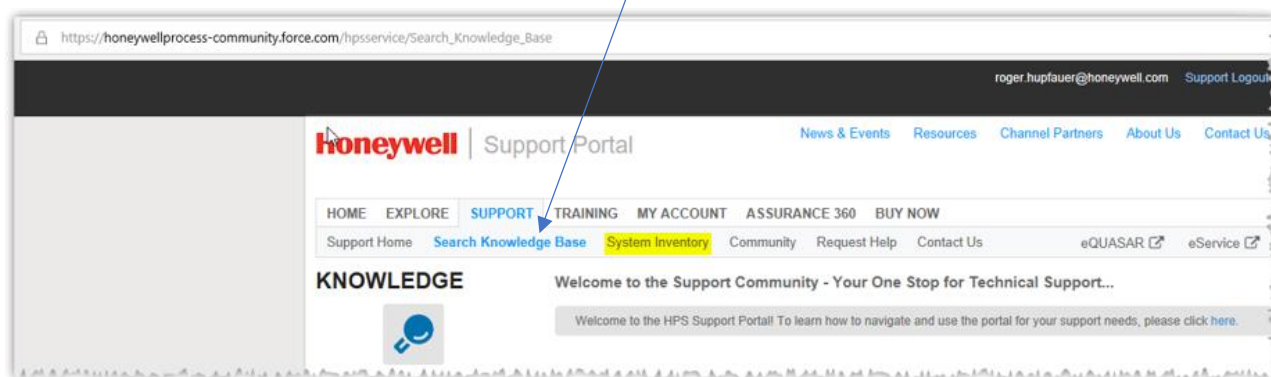 https://honeywellprocess-community.force.com/hpsservice/Search_Knowledge_Base
roger.hupfauer@honeywell.com Support Logout
Honeywell | Support Portal
News & Events Resources Channel Partners About Us Contact Us
HOME EXPLORE SUPPORT TRAINING MY ACCOUNT ASSURANCE 360 BUY NOW
Support Home Search Knowledge Base System Inventory Community Request Help Contact Us eQUASAR eService
KNOWLEDGE
Welcome to the Support Community - Your One Stop for Technical Support...
Welcome to the HPS Support Portal! To learn how to navigate and use the portal for your support needs, please click here.